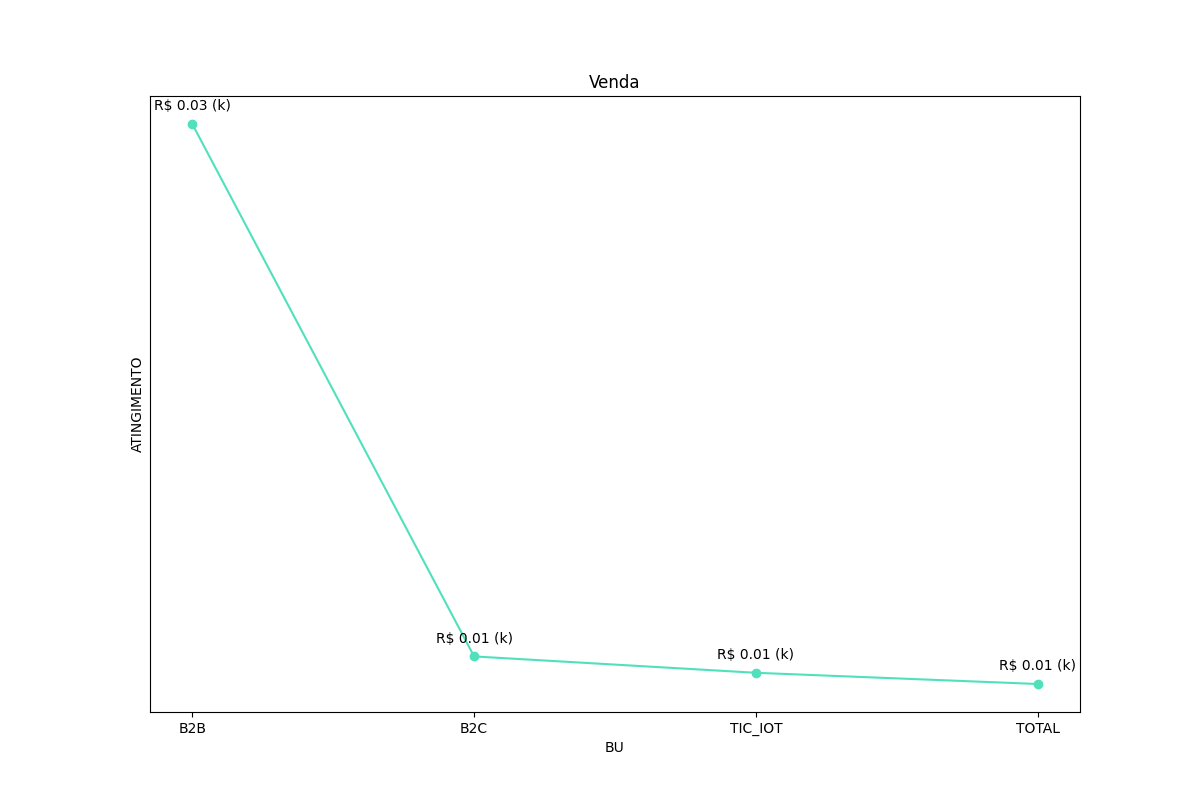 Venda
R$ 0.03 (k)
ATINGIMENTO
R$ 0.01 (k)
R$ 0.01 (k)
R$ 0.01 (k)
B2B
B2C
TIC_IOT
TOTAL
BU